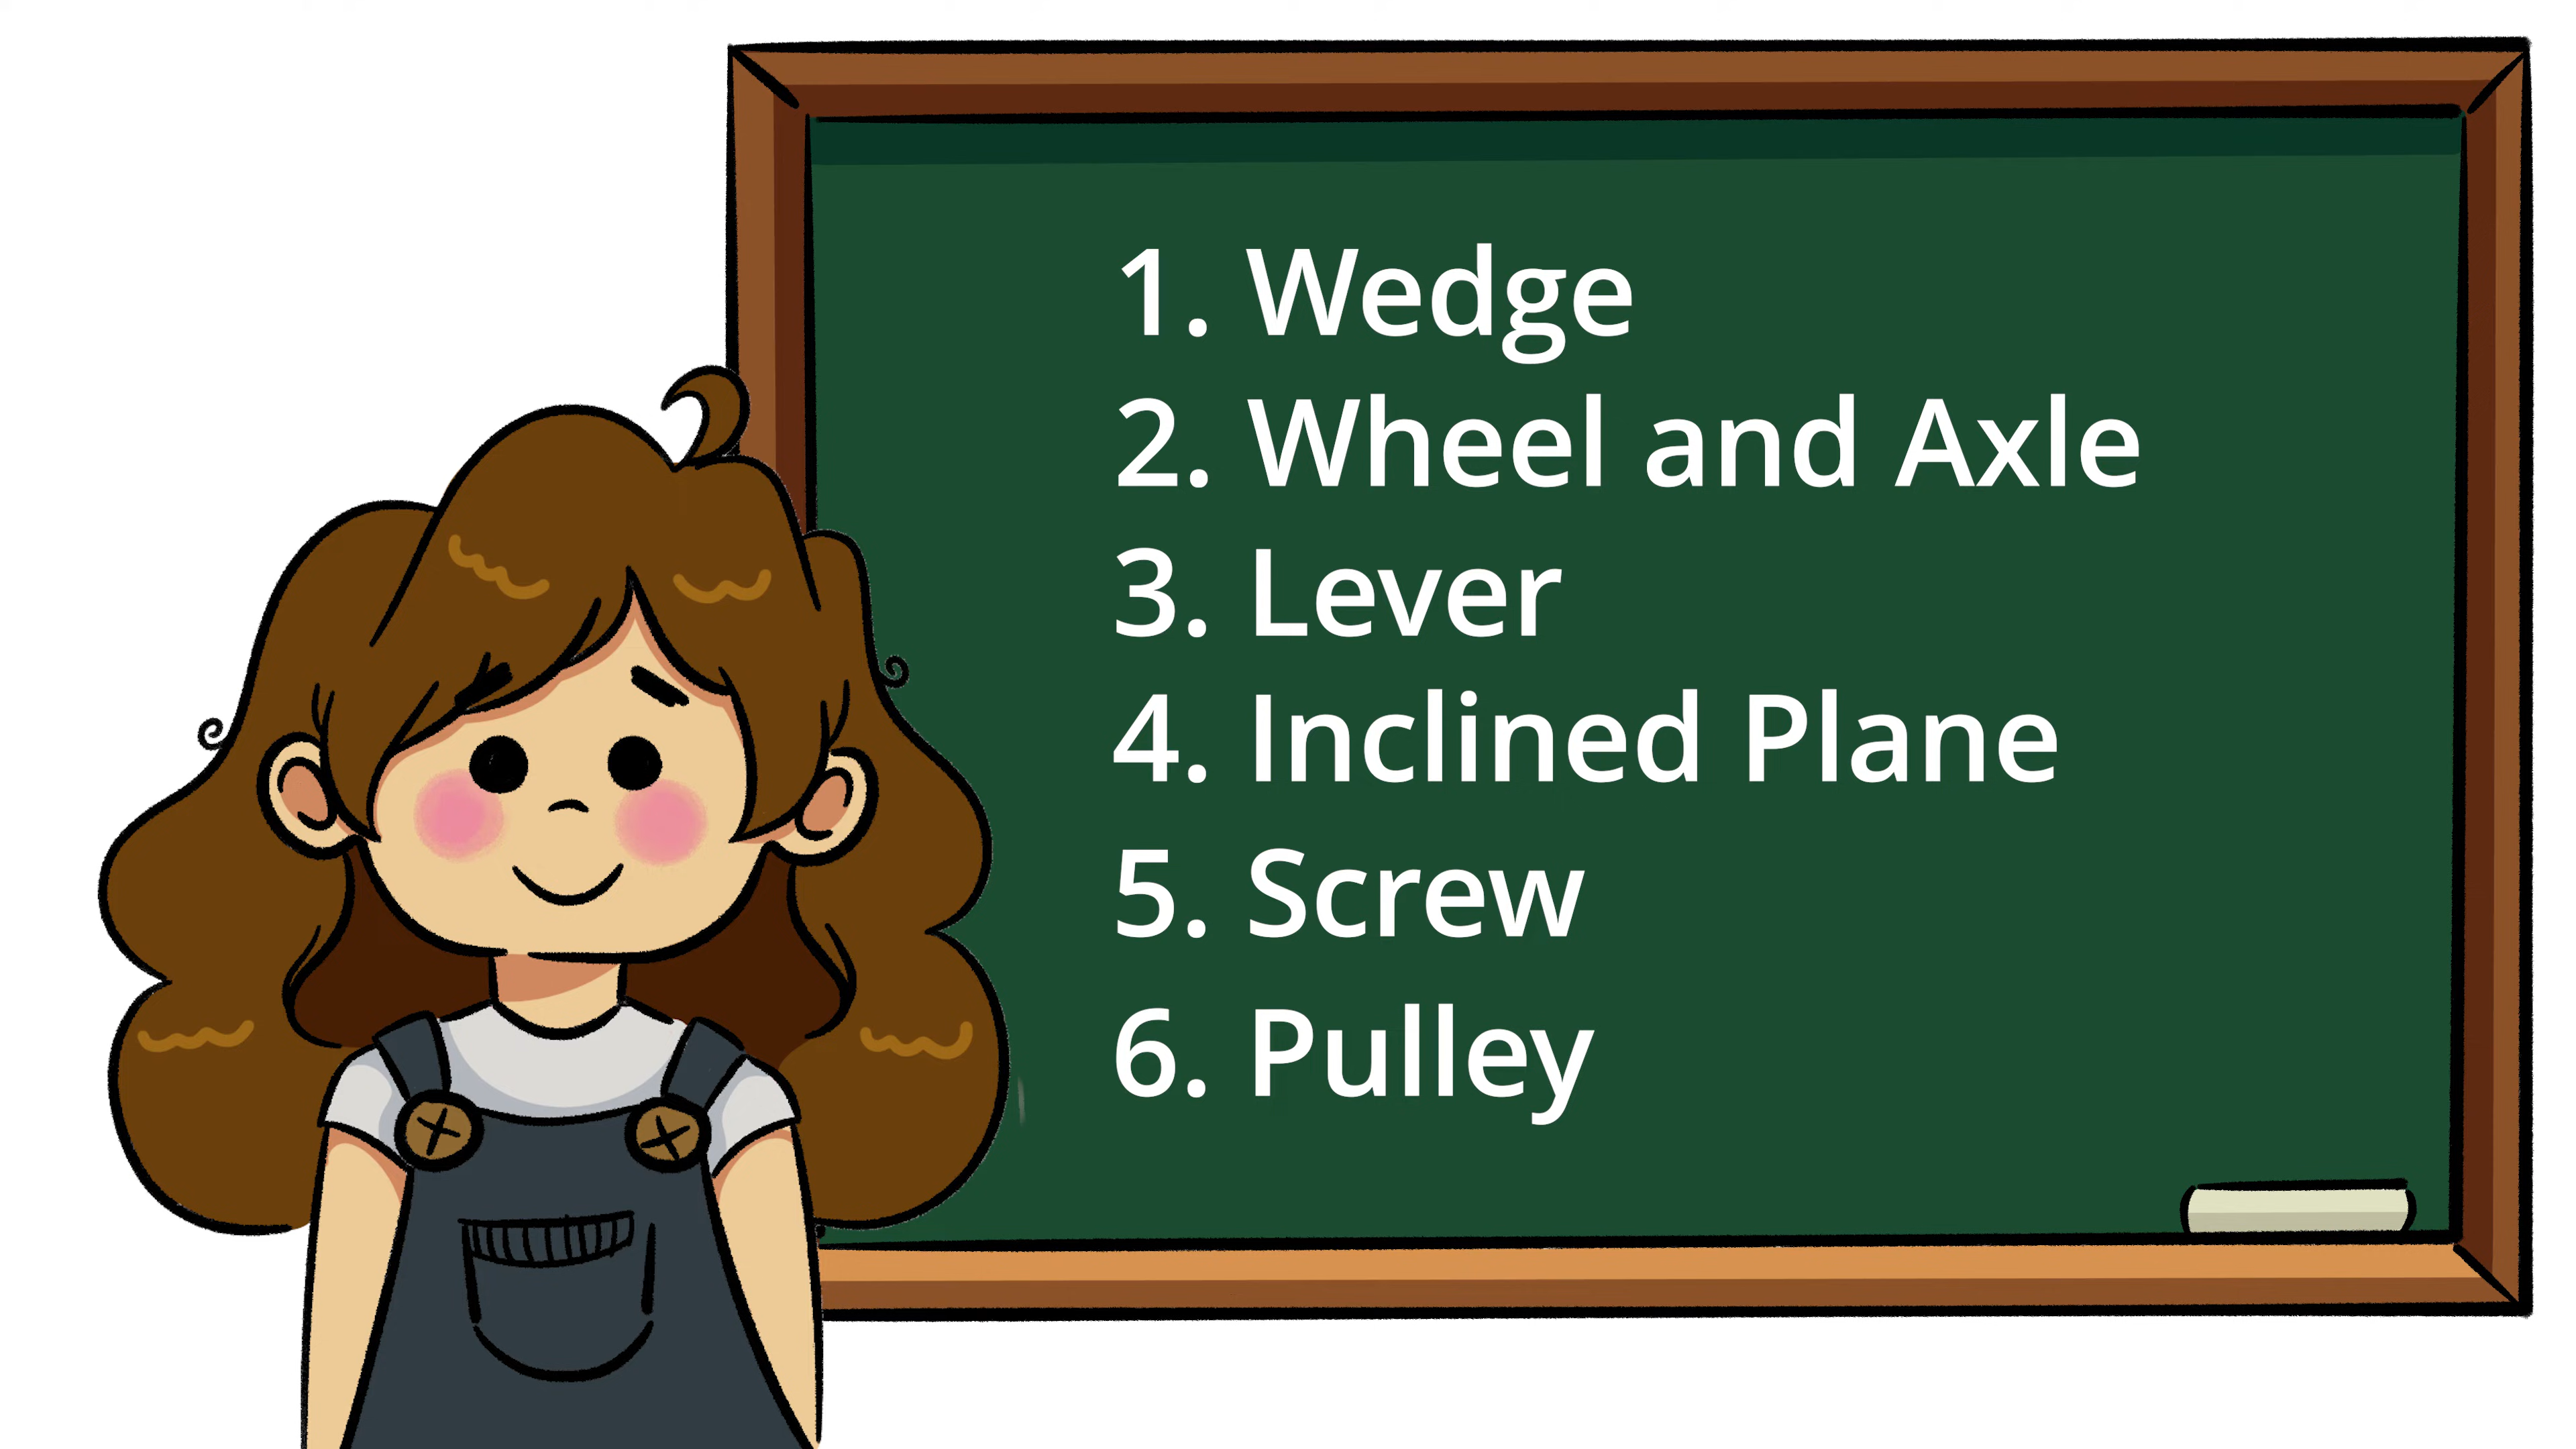 1. Wedge
2. Wheel and Axle
3. Lever
4. Inclined Plane
5. Screw
6. Pulley